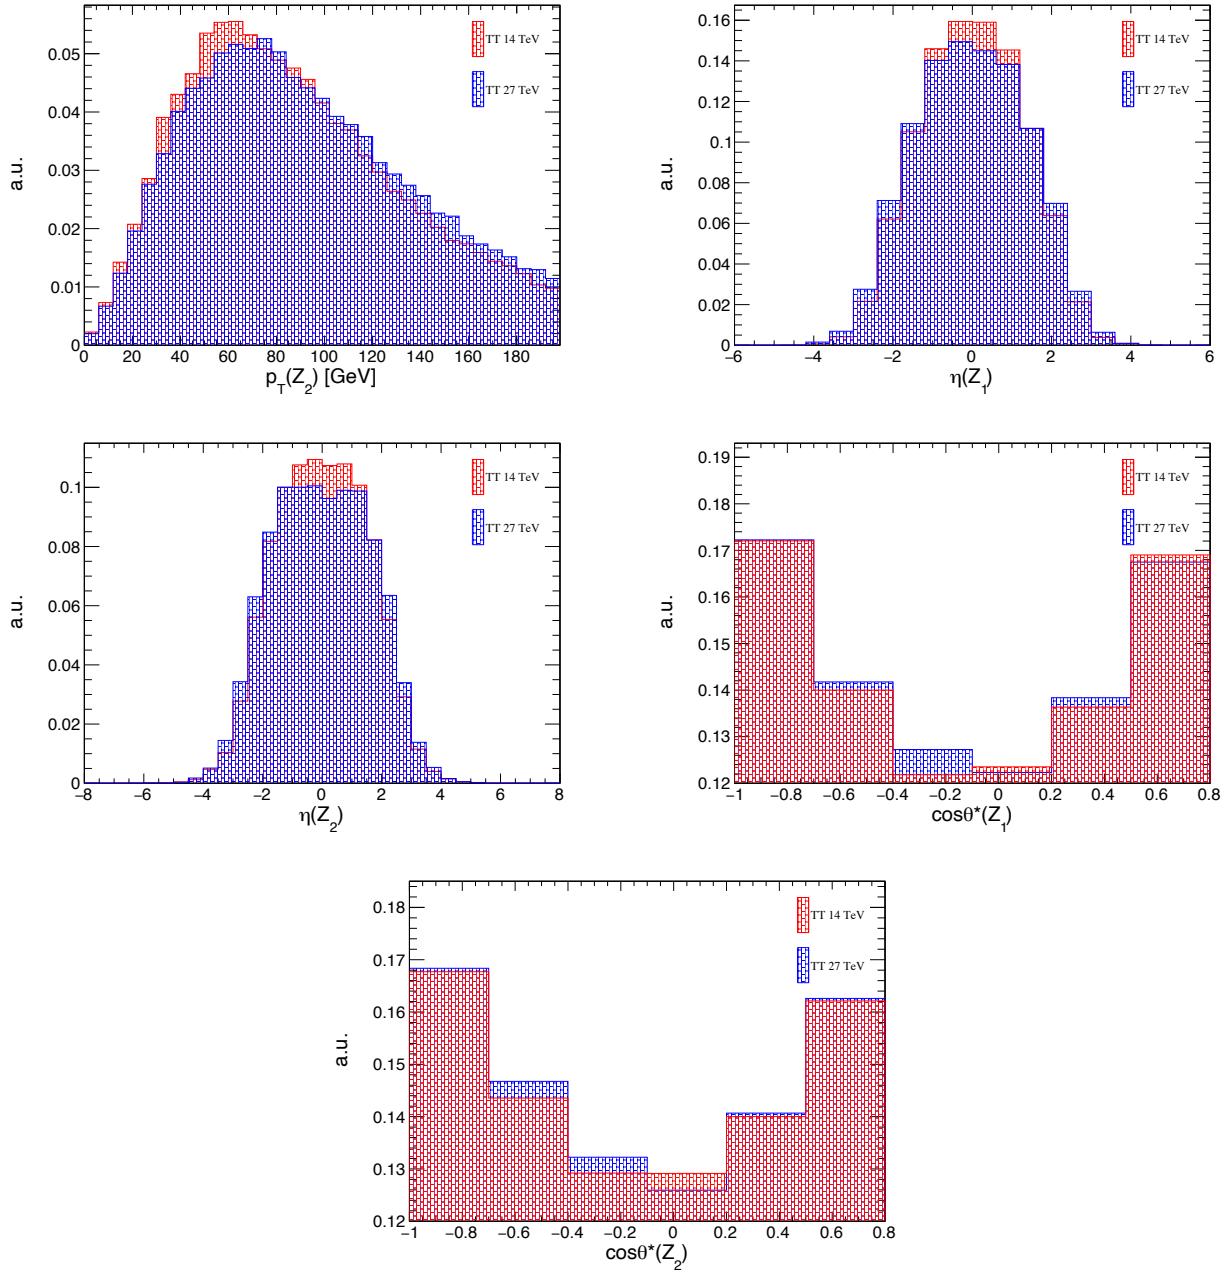 0.05
0.04
0.03
0.02
0.01
0
a.u.
0 20 40 60 80 100 120 140 160 180
p_T(Z_2) [GeV]
TT 14 TeV
TT 27 TeV
0.16
0.14
0.12
0.1
0.08
0.06
0.04
0.02
0
a.u.
−6 −4 −2 0 2 4 6
η(Z_1)
TT 14 TeV
TT 27 TeV
0.1
0.08
0.06
0.04
0.02
0
a.u.
−8 −6 −4 −2 0 2 4 6 8
η(Z_2)
TT 14 TeV
TT 27 TeV
0.19
0.18
0.17
0.16
0.15
0.14
0.13
0.12
a.u.
−1 −0.8 −0.6 −0.4 −0.2 0 0.2 0.4 0.6 0.8
cosθ*(Z_1)
TT 14 TeV
TT 27 TeV
0.18
0.17
0.16
0.15
0.14
0.13
0.12
a.u.
−1 −0.8 −0.6 −0.4 −0.2 0 0.2 0.4 0.6 0.8
cosθ*(Z_2)
TT 14 TeV
TT 27 TeV